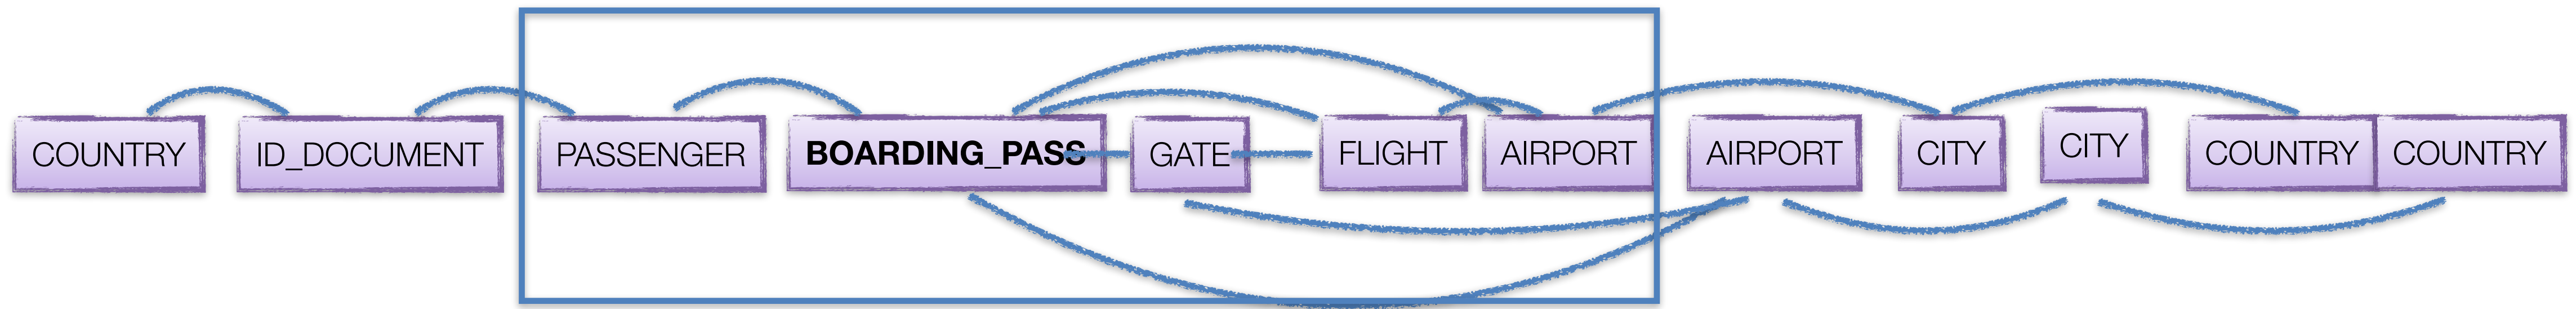 COUNTRY
ID_DOCUMENT
PASSENGER
BOARDING_PASS
GATE
FLIGHT
AIRPORT
AIRPORT
CITY
CITY
COUNTRY
COUNTRY